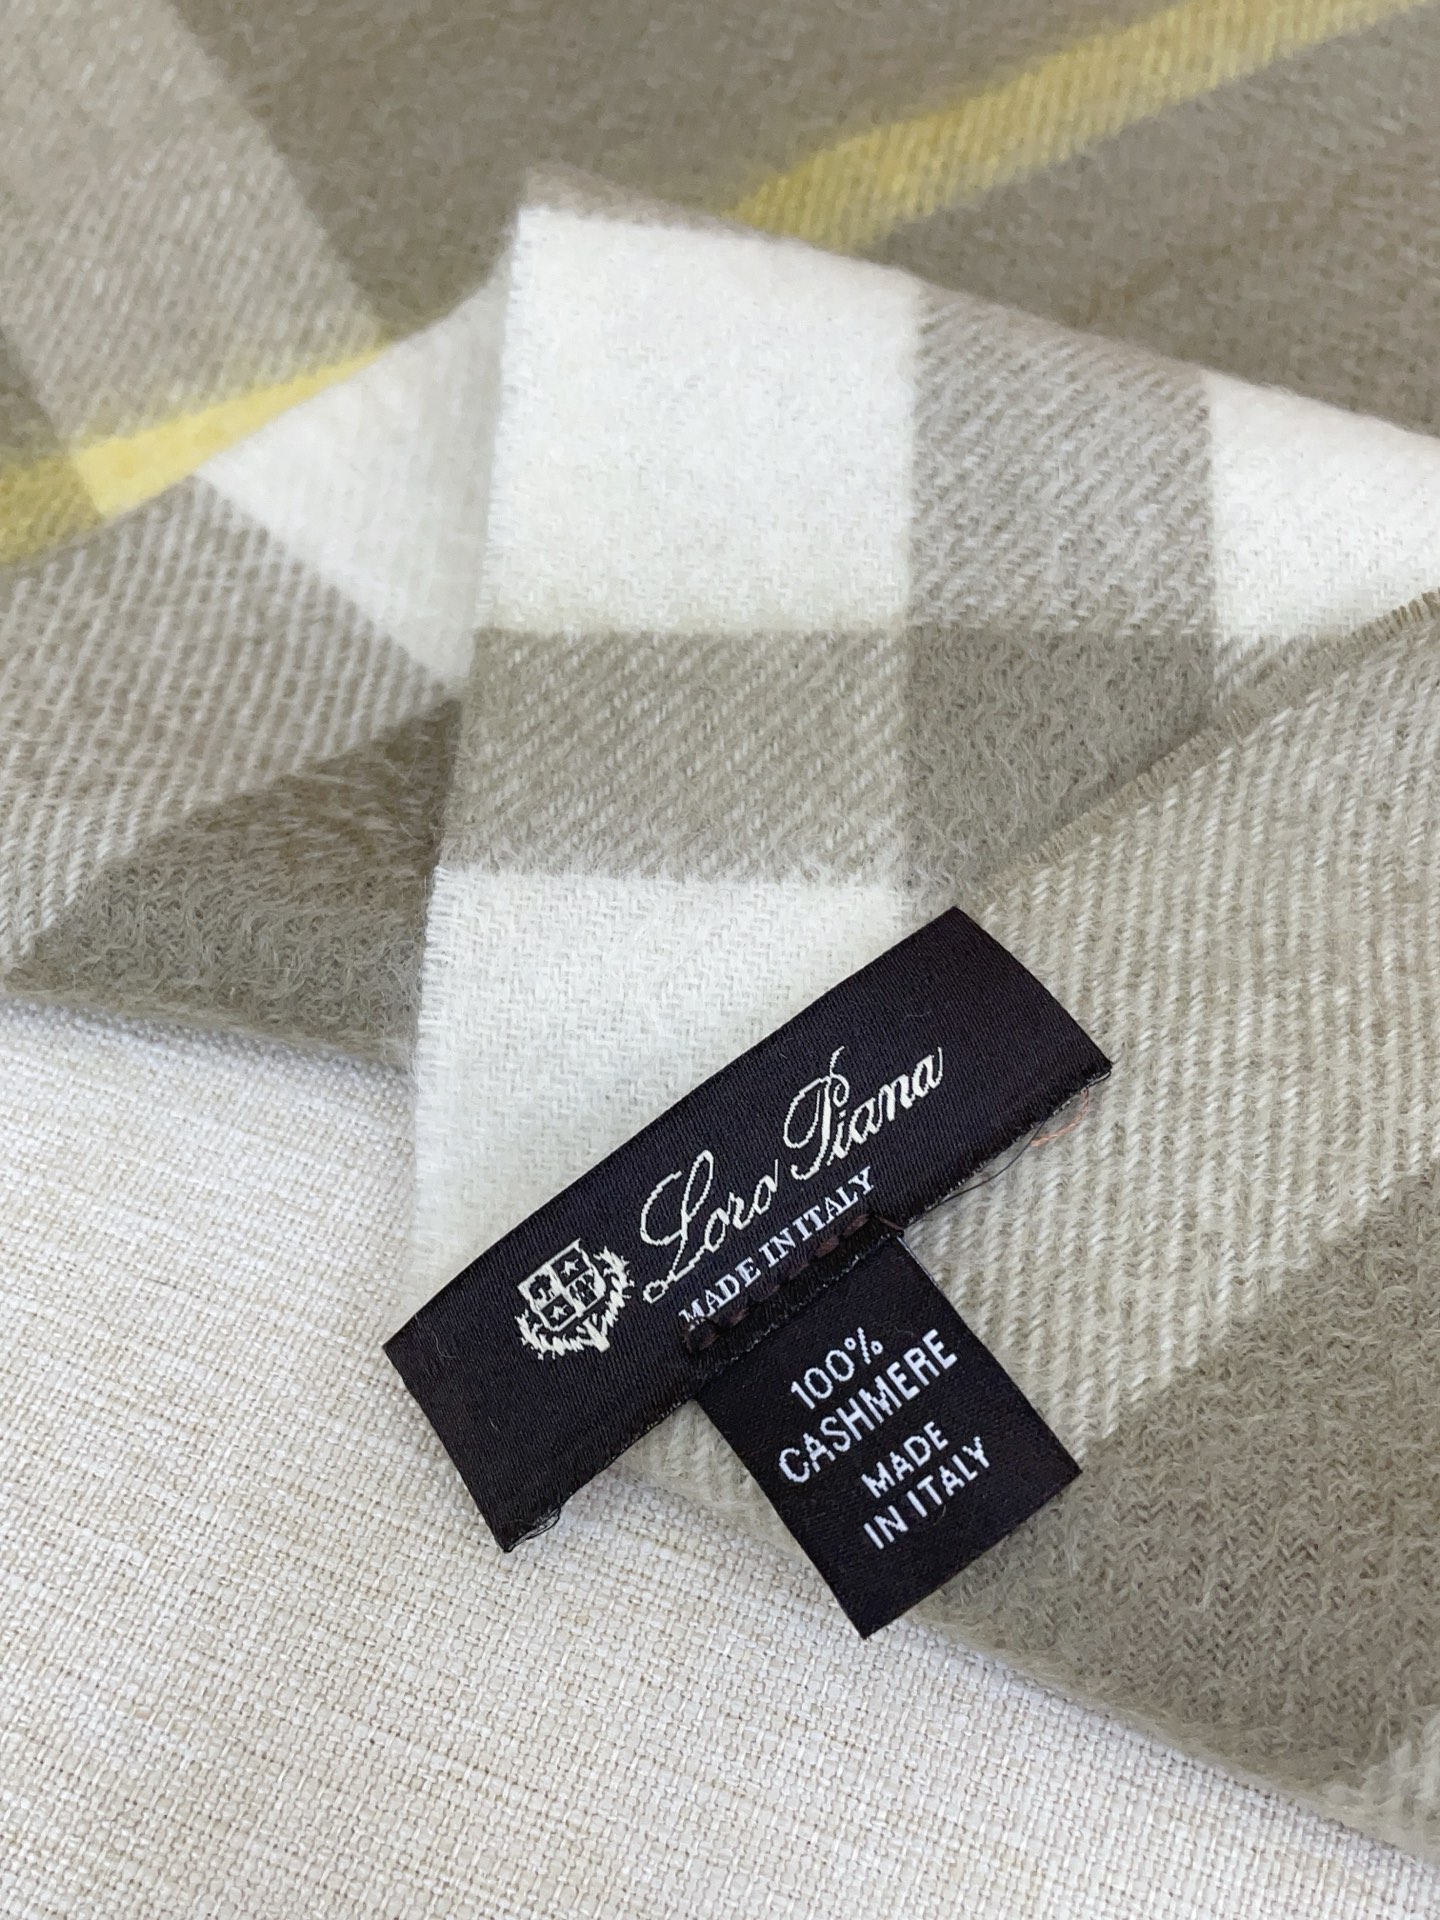 Loro Piana
MADE IN ITALY
100%
CASHMERE
MADE
IN ITALY